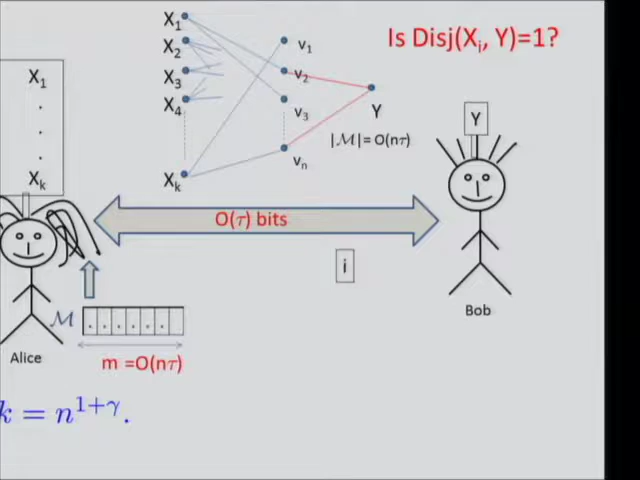 Is Disj(Xᵢ, Y)=1?
X₁
X₂
X₃
X₄
Xₖ
v₁
v₂
v₃
vₙ
Y
|ℳ|= O(nτ)
X₁
.
.
.
Xₖ
Y
O(τ) bits
i
Alice
Bob
ℳ
. . . . . .
m =O(nτ)
k = n^{1+γ}.